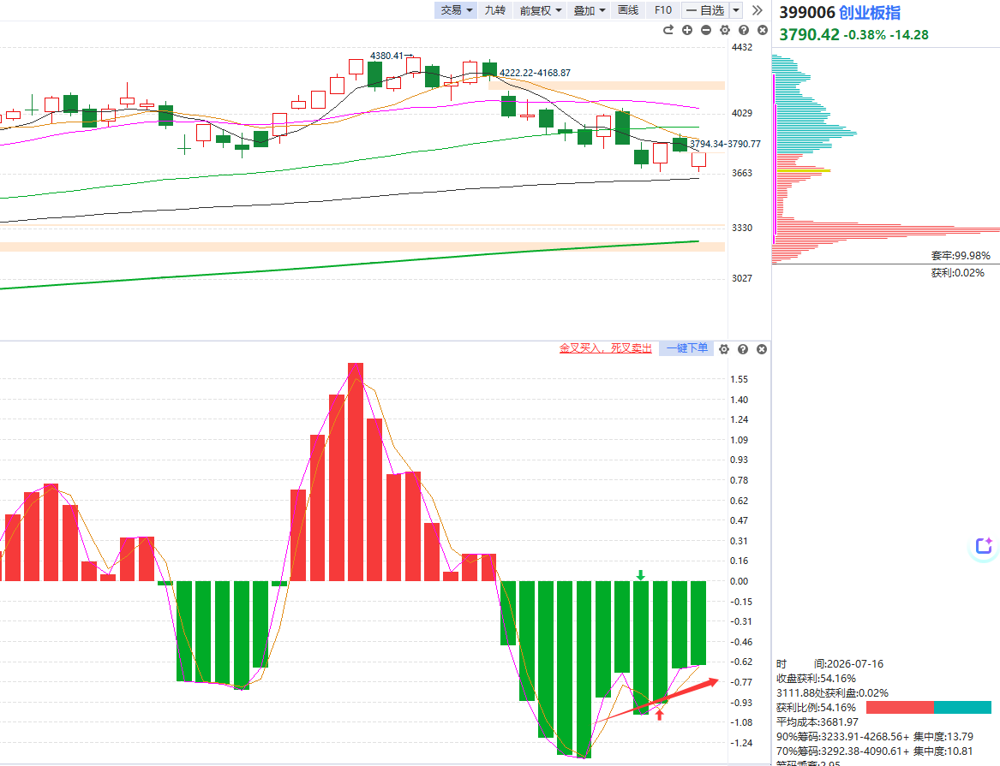 交易 九转 前复权 叠加 画线 F10 一自选
399006 创业板指
3790.42 -0.38% -14.28
4380.41
4222.22-4168.87
3794.34-3790.77
4432
4029
3663
3330
3027
套牢:99.98%
获利:0.02%
金叉买入，死叉卖出 一键下单
1.55
1.40
1.24
1.09
0.93
0.78
0.62
0.47
0.31
0.16
0.00
-0.15
-0.31
-0.46
-0.62
-0.77
-0.93
-1.08
-1.24
时 间:2026-07-16
收盘获利:54.16%
3111.88处获利盘:0.02%
获利比例:54.16%
平均成本:3681.97
90%筹码:3233.91-4268.56+ 集中度:13.79
70%筹码:3292.38-4090.61+ 集中度:10.81